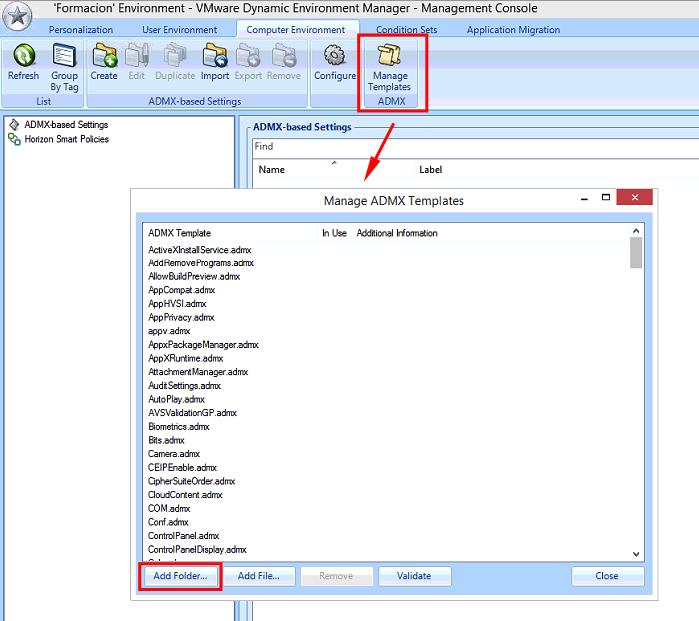 'Formacion' Environment - VMware Dynamic Environment Manager - Management Console
Personalization User Environment Computer Environment Condition Sets Application Migration
Refresh Group By Tag Create Edit Duplicate Import Export Remove Configure Manage Templates
List ADMX-based Settings ADMX
ADMX-based Settings
Horizon Smart Policies
ADMX-based Settings
Find
Name Label
Manage ADMX Templates
ADMX Template In Use Additional Information
ActiveXInstallService.admx
AddRemovePrograms.admx
AllowBuildPreview.admx
AppCompat.admx
AppHVSI.admx
AppPrivacy.admx
appv.admx
AppxPackageManager.admx
AppXRuntime.admx
AttachmentManager.admx
AuditSettings.admx
AutoPlay.admx
AVSValidationGP.admx
Biometrics.admx
Bits.admx
Camera.admx
CEIPEnable.admx
CipherSuiteOrder.admx
CloudContent.admx
COM.admx
Conf.admx
ControlPanel.admx
ControlPanelDisplay.admx
Add Folder... Add File... Remove Validate Close